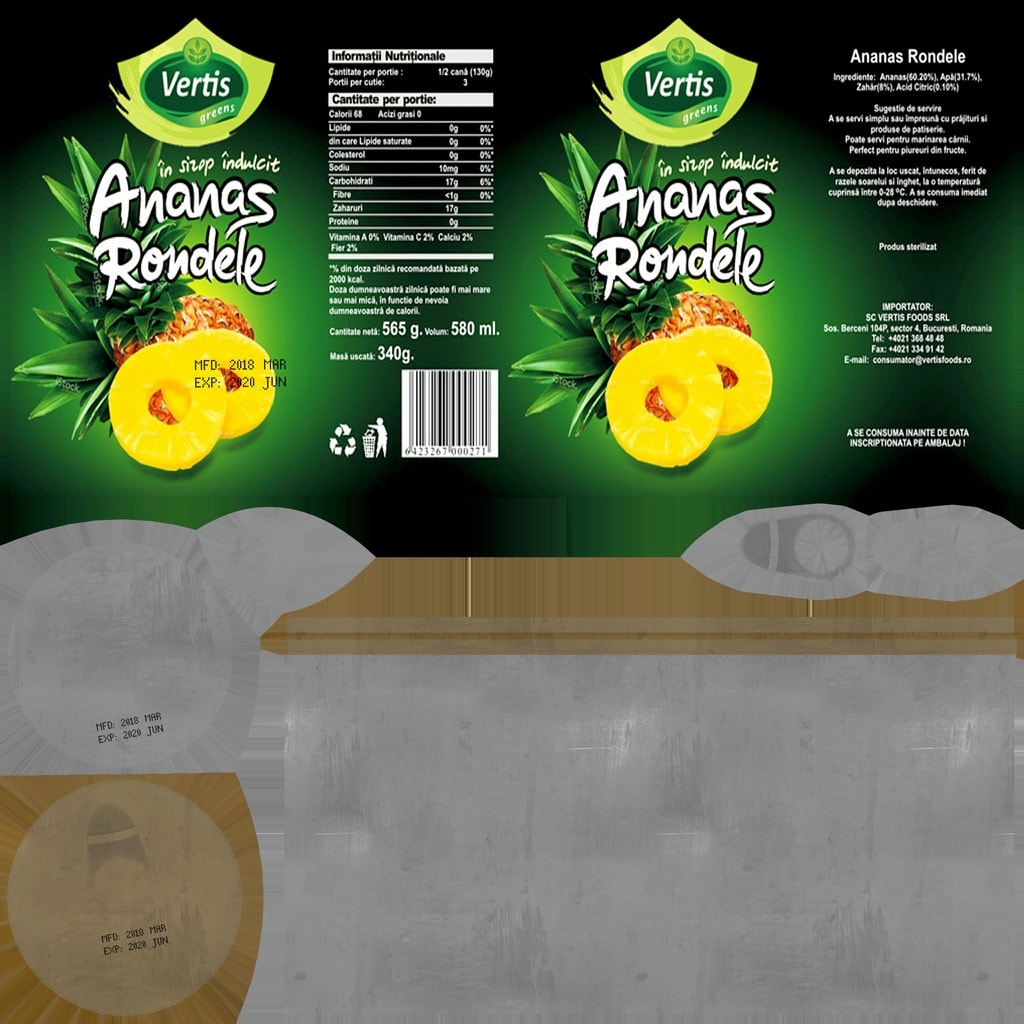 Vertis
greens
în sirop îndulcit
Ananas
Rondele
MFD: 2018 MAR
EXP: 2020 JUN
iStock
Informații Nutriționale
Cantitate per portie : 1/2 cană (130g)
Portii per cutie: 3
Cantitate per portie:
Calorii 68 Acizi grasi 0
Lipide 0g 0%*
din care Lipide saturate 0g 0%*
Colesterol 0g 0%*
Sodiu 10mg 0%*
Carbohidrati 17g 6%*
Fibre <1g 0%*
Zaharuri 17g
Proteine 0g
Vitamina A 0% Vitamina C 2% Calciu 2%
Fier 2%
*% din doza zilnică recomandată bazată pe
2000 kcal.
Doza dumneavoastră zilnică poate fi mai mare
sau mai mică, în functie de nevoia
dumneavoastră de calorii.
Cantitate netă: 565 g. Volum: 580 ml.
Masă uscată: 340g.
6423267000271
Vertis
greens
în sirop îndulcit
Ananas
Rondele
iStock
Ananas Rondele
Ingrediente: Ananas(60.20%), Apă(31.7%),
Zahăr(8%), Acid Citric(0.10%)
Sugestie de servire
A se servi simplu sau împreună cu prăjituri si
produse de patiserie.
Poate servi pentru marinarea cărnii.
Perfect pentru piureuri din fructe.
A se depozita la loc uscat, întunecos, ferit de
razele soarelui si înghet, la o temperatură
cuprinsă între 0-28 ºC. A se consuma imediat
dupa deschidere.
Produs sterilizat
IMPORTATOR:
SC VERTIS FOODS SRL
Sos. Berceni 104P, sector 4, Bucuresti, Romania
Tel: +4021 368 48 48
Fax: +4021 334 91 42
E-mail: consumator@vertisfoods.ro
A SE CONSUMA INAINTE DE DATA
INSCRIPTIONATA PE AMBALAJ !
MFD: 2018 MAR
EXP: 2020 JUN
MFD: 2018 MAR
EXP: 2020 JUN